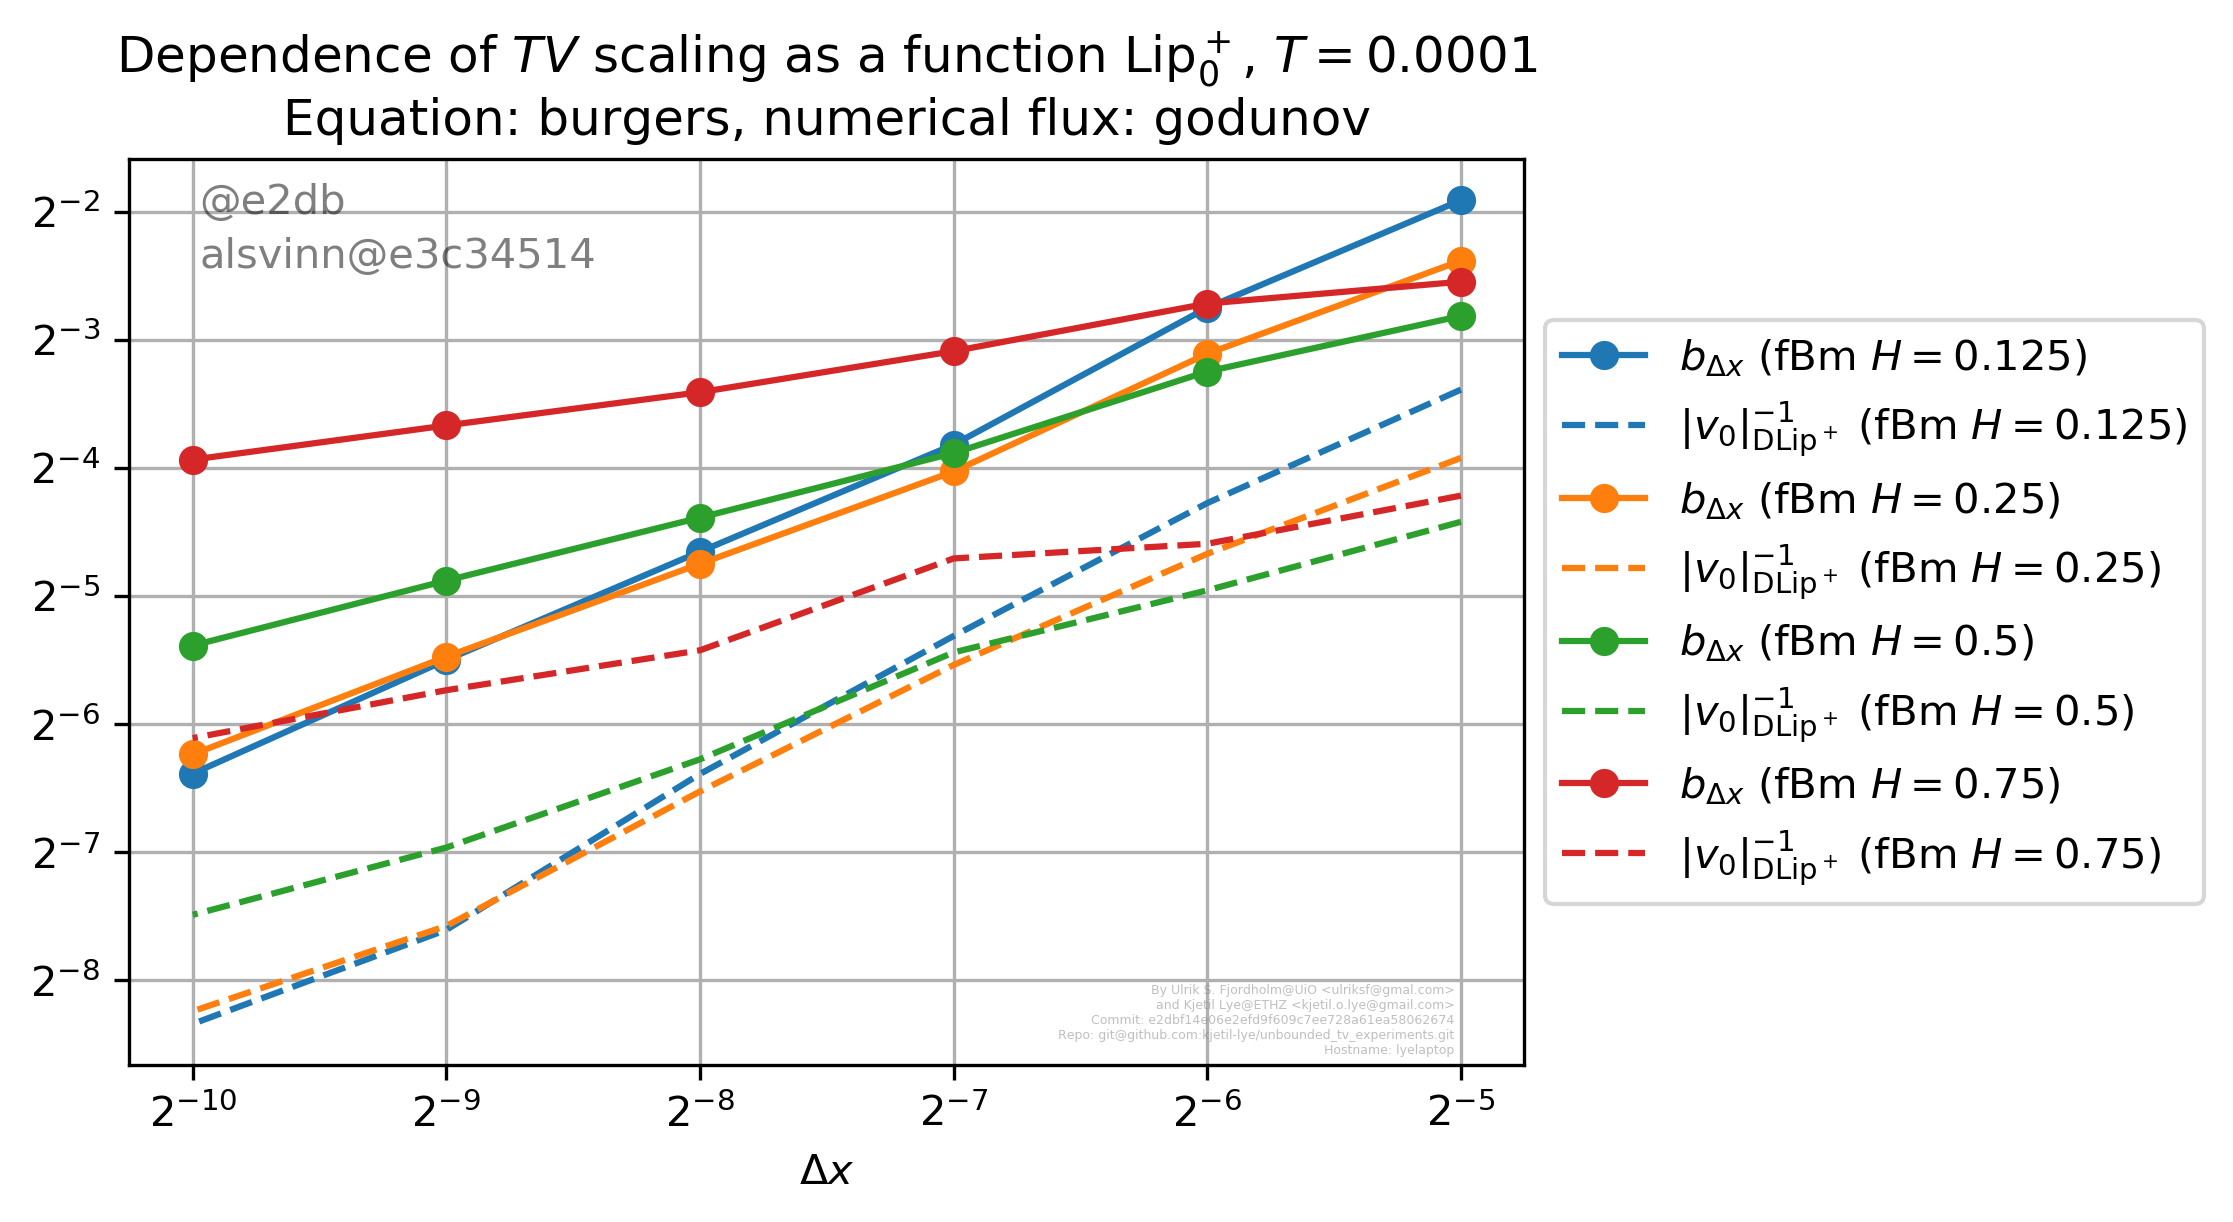 Dependence of TV scaling as a function Lip₀⁺, T = 0.0001
Equation: burgers, numerical flux: godunov
@e2db
alsvinn@e3c34514
2⁻²
2⁻³
2⁻⁴
2⁻⁵
2⁻⁶
2⁻⁷
2⁻⁸
b_Δx (fBm H = 0.125)
|v₀|⁻¹_DLip⁺ (fBm H = 0.125)
b_Δx (fBm H = 0.25)
|v₀|⁻¹_DLip⁺ (fBm H = 0.25)
b_Δx (fBm H = 0.5)
|v₀|⁻¹_DLip⁺ (fBm H = 0.5)
b_Δx (fBm H = 0.75)
|v₀|⁻¹_DLip⁺ (fBm H = 0.75)
By Ulrik S. Fjordholm@UiO <ulriksf@gmal.com>
and Kjetil Lye@ETHZ <kjetil.o.lye@gmail.com>
Commit: e2dbf14e06e2efd9f609c7ee728a61ea58062674
Repo: git@github.com:kjetil-lye/unbounded_tv_experiments.git
Hostname: lyelaptop
2⁻¹⁰ 2⁻⁹ 2⁻⁸ 2⁻⁷ 2⁻⁶ 2⁻⁵
Δx